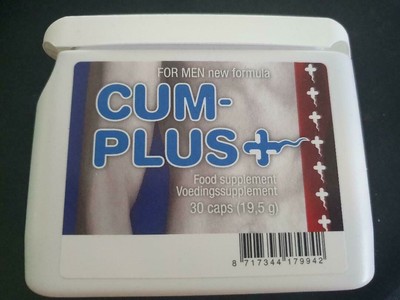 FOR MEN new formula
CUM-
PLUS+
Food supplement
Voedingssupplement
30 caps (19,5 g)
8 717344 179942